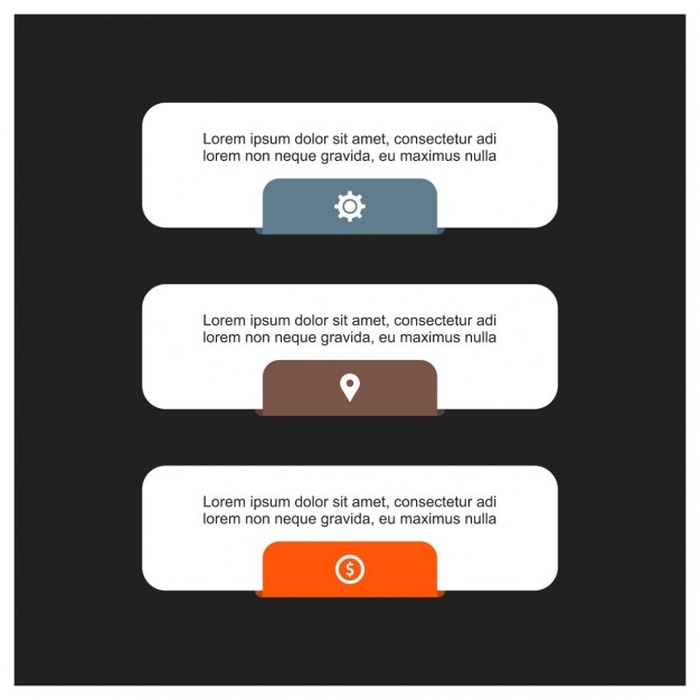 Lorem ipsum dolor sit amet, consectetur adi
lorem non neque gravida, eu maximus nulla
Lorem ipsum dolor sit amet, consectetur adi
lorem non neque gravida, eu maximus nulla
Lorem ipsum dolor sit amet, consectetur adi
lorem non neque gravida, eu maximus nulla
$